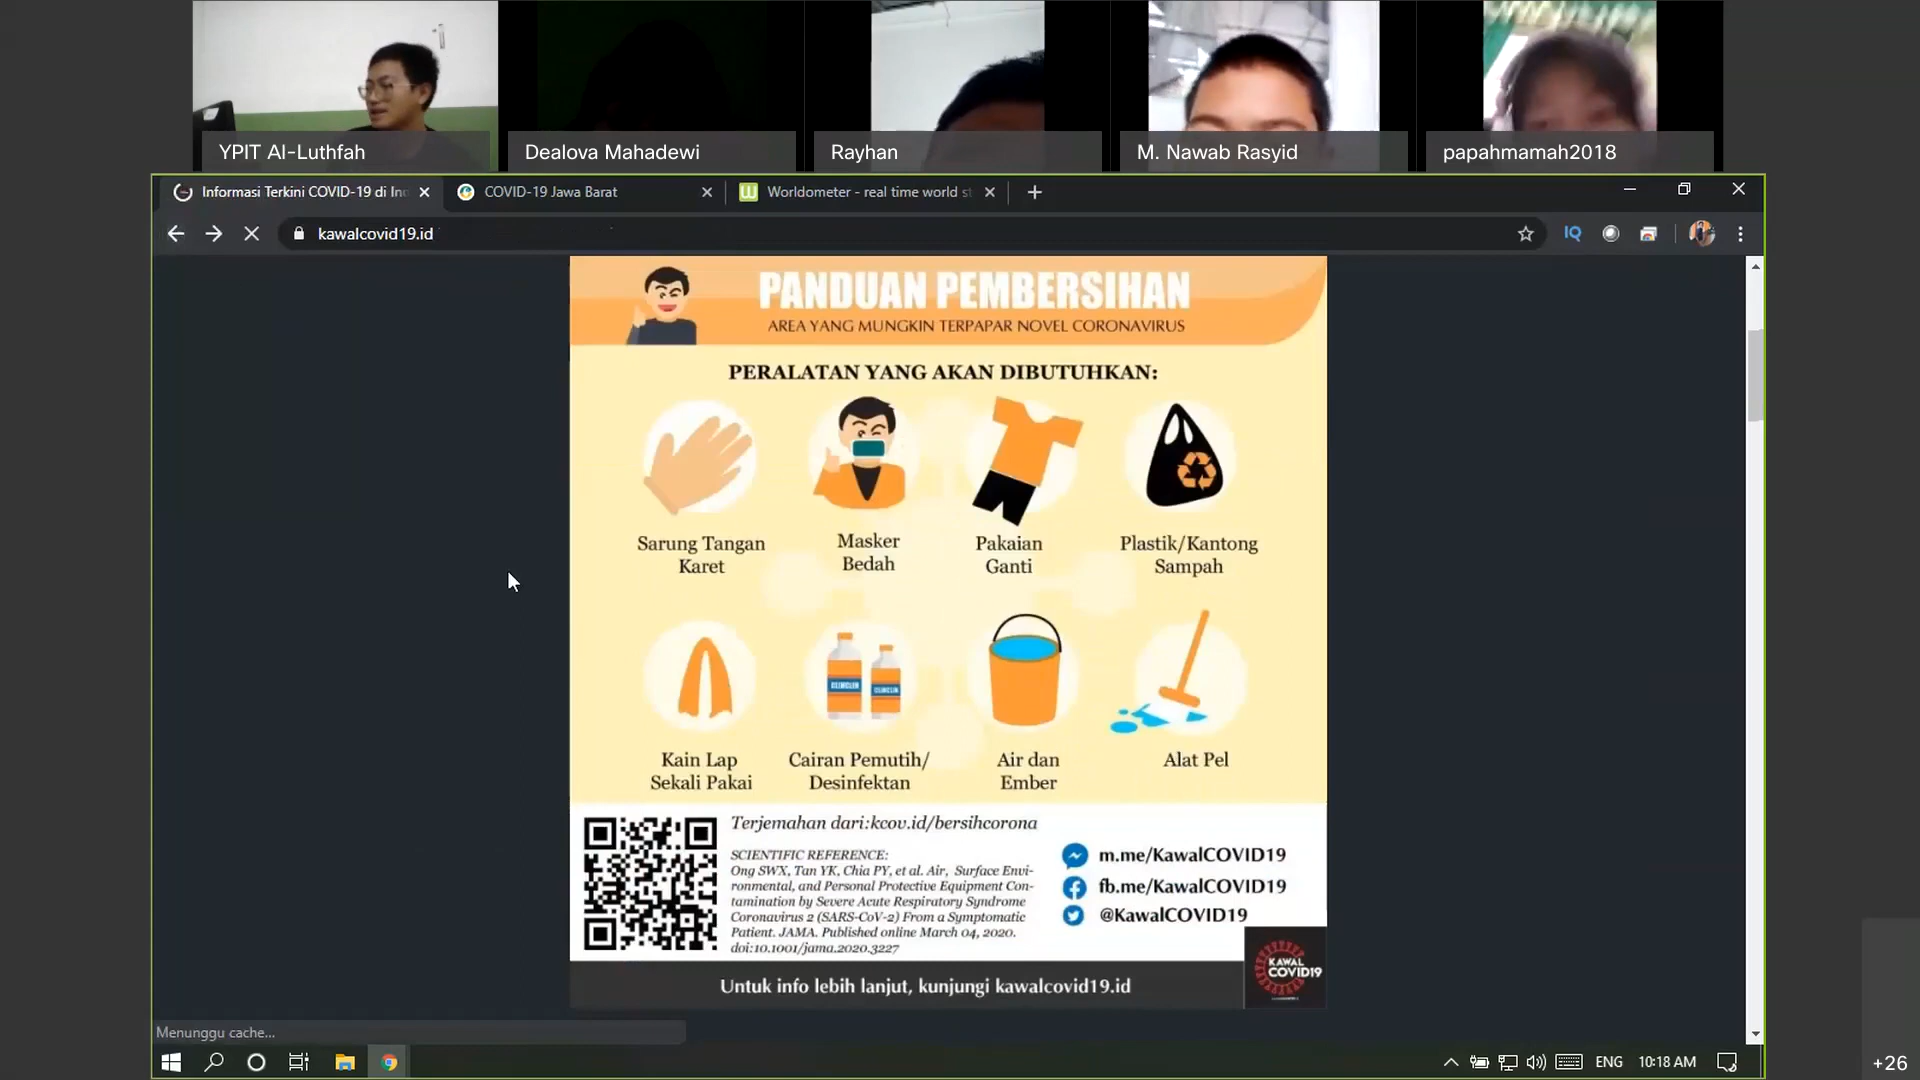 YPIT Al-Luthfah
Dealova Mahadewi
Rayhan
M. Nawab Rasyid
papahmamah2018
Informasi Terkini COVID-19 di In
COVID-19 Jawa Barat
Worldometer - real time world st
kawalcovid19.id
IQ
PANDUAN PEMBERSIHAN
AREA YANG MUNGKIN TERPAPAR NOVEL CORONAVIRUS
PERALATAN YANG AKAN DIBUTUHKAN:
Sarung Tangan
Karet
Masker
Bedah
Pakaian
Ganti
Plastik/Kantong
Sampah
Kain Lap
Sekali Pakai
Cairan Pemutih/
Desinfektan
Air dan
Ember
Alat Pel
Terjemahan dari:kcov.id/bersihcorona
SCIENTIFIC REFERENCE:
Ong SWX, Tan YK, Chia PY, et al. Air, Surface Envi-
ronmental, and Personal Protective Equipment Con-
tamination by Severe Acute Respiratory Syndrome
Coronavirus 2 (SARS-CoV-2) From a Symptomatic
Patient. JAMA. Published online March 04, 2020.
doi:10.1001/jama.2020.3227
m.me/KawalCOVID19
fb.me/KawalCOVID19
@KawalCOVID19
KAWAL
COVID19
Untuk info lebih lanjut, kunjungi kawalcovid19.id
Menunggu cache...
ENG
10:18 AM
+26